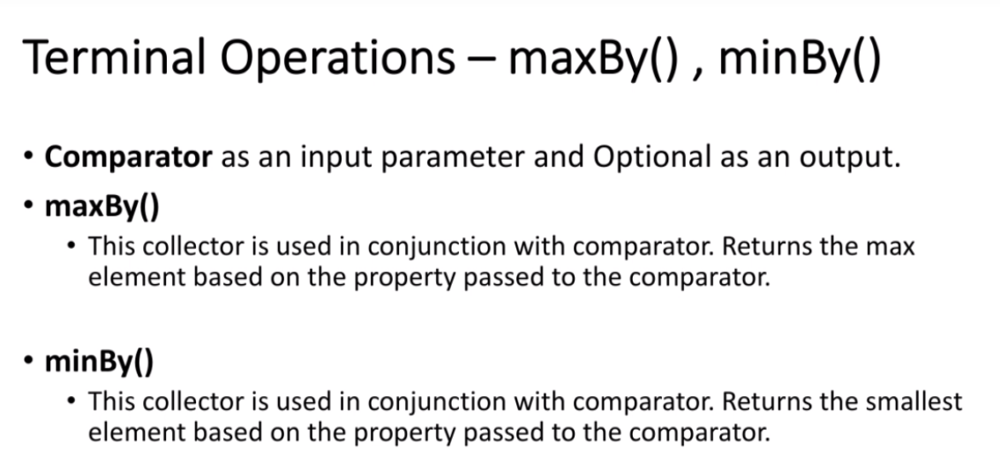 Terminal Operations – maxBy() , minBy()
• Comparator as an input parameter and Optional as an output.
• maxBy()
• This collector is used in conjunction with comparator. Returns the max
element based on the property passed to the comparator.
• minBy()
• This collector is used in conjunction with comparator. Returns the smallest
element based on the property passed to the comparator.